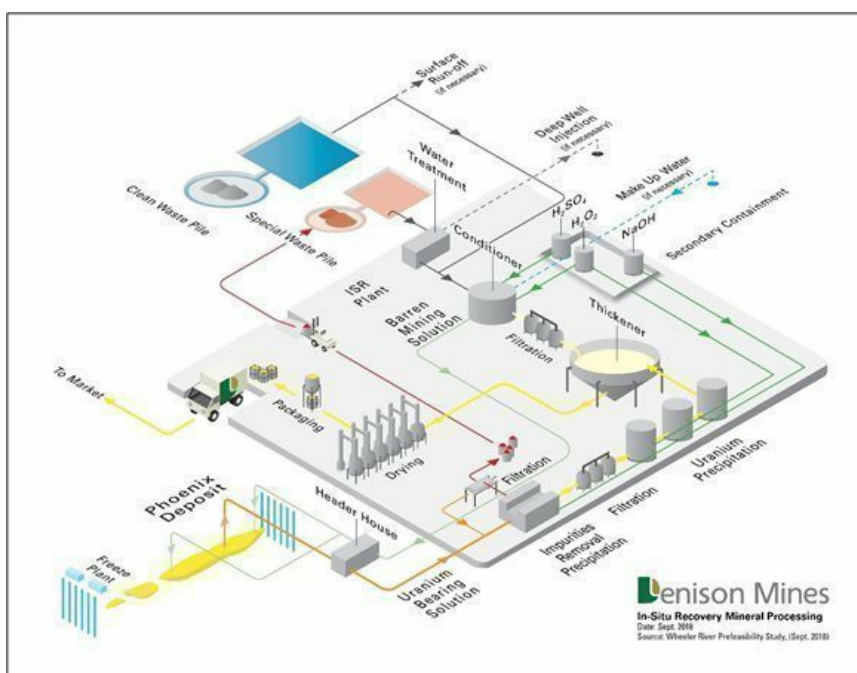 Surface
Run-off
(if necessary)
Deep Well
Injection
(if necessary)
Make Up Water
(if necessary)
Water
Treatment
Clean Waste Pile
Special Waste Pile
Conditioner
H₂SO₄
H₂O₂
NaOH
Secondary Containment
ISR
Plant
Barren
Mining
Solution
Filtration
Thickener
To Market
Packaging
Drying
Filtration
Uranium
Precipitation
Filtration
Impurities
Removal
Precipitation
Phoenix
Deposit
Header House
Freeze
Plant
Uranium
Bearing
Solution
Denison Mines
In-Situ Recovery Mineral Processing
Date: Sept. 2018
Source: Wheeler River Prefeasibility Study, (Sept. 2018)